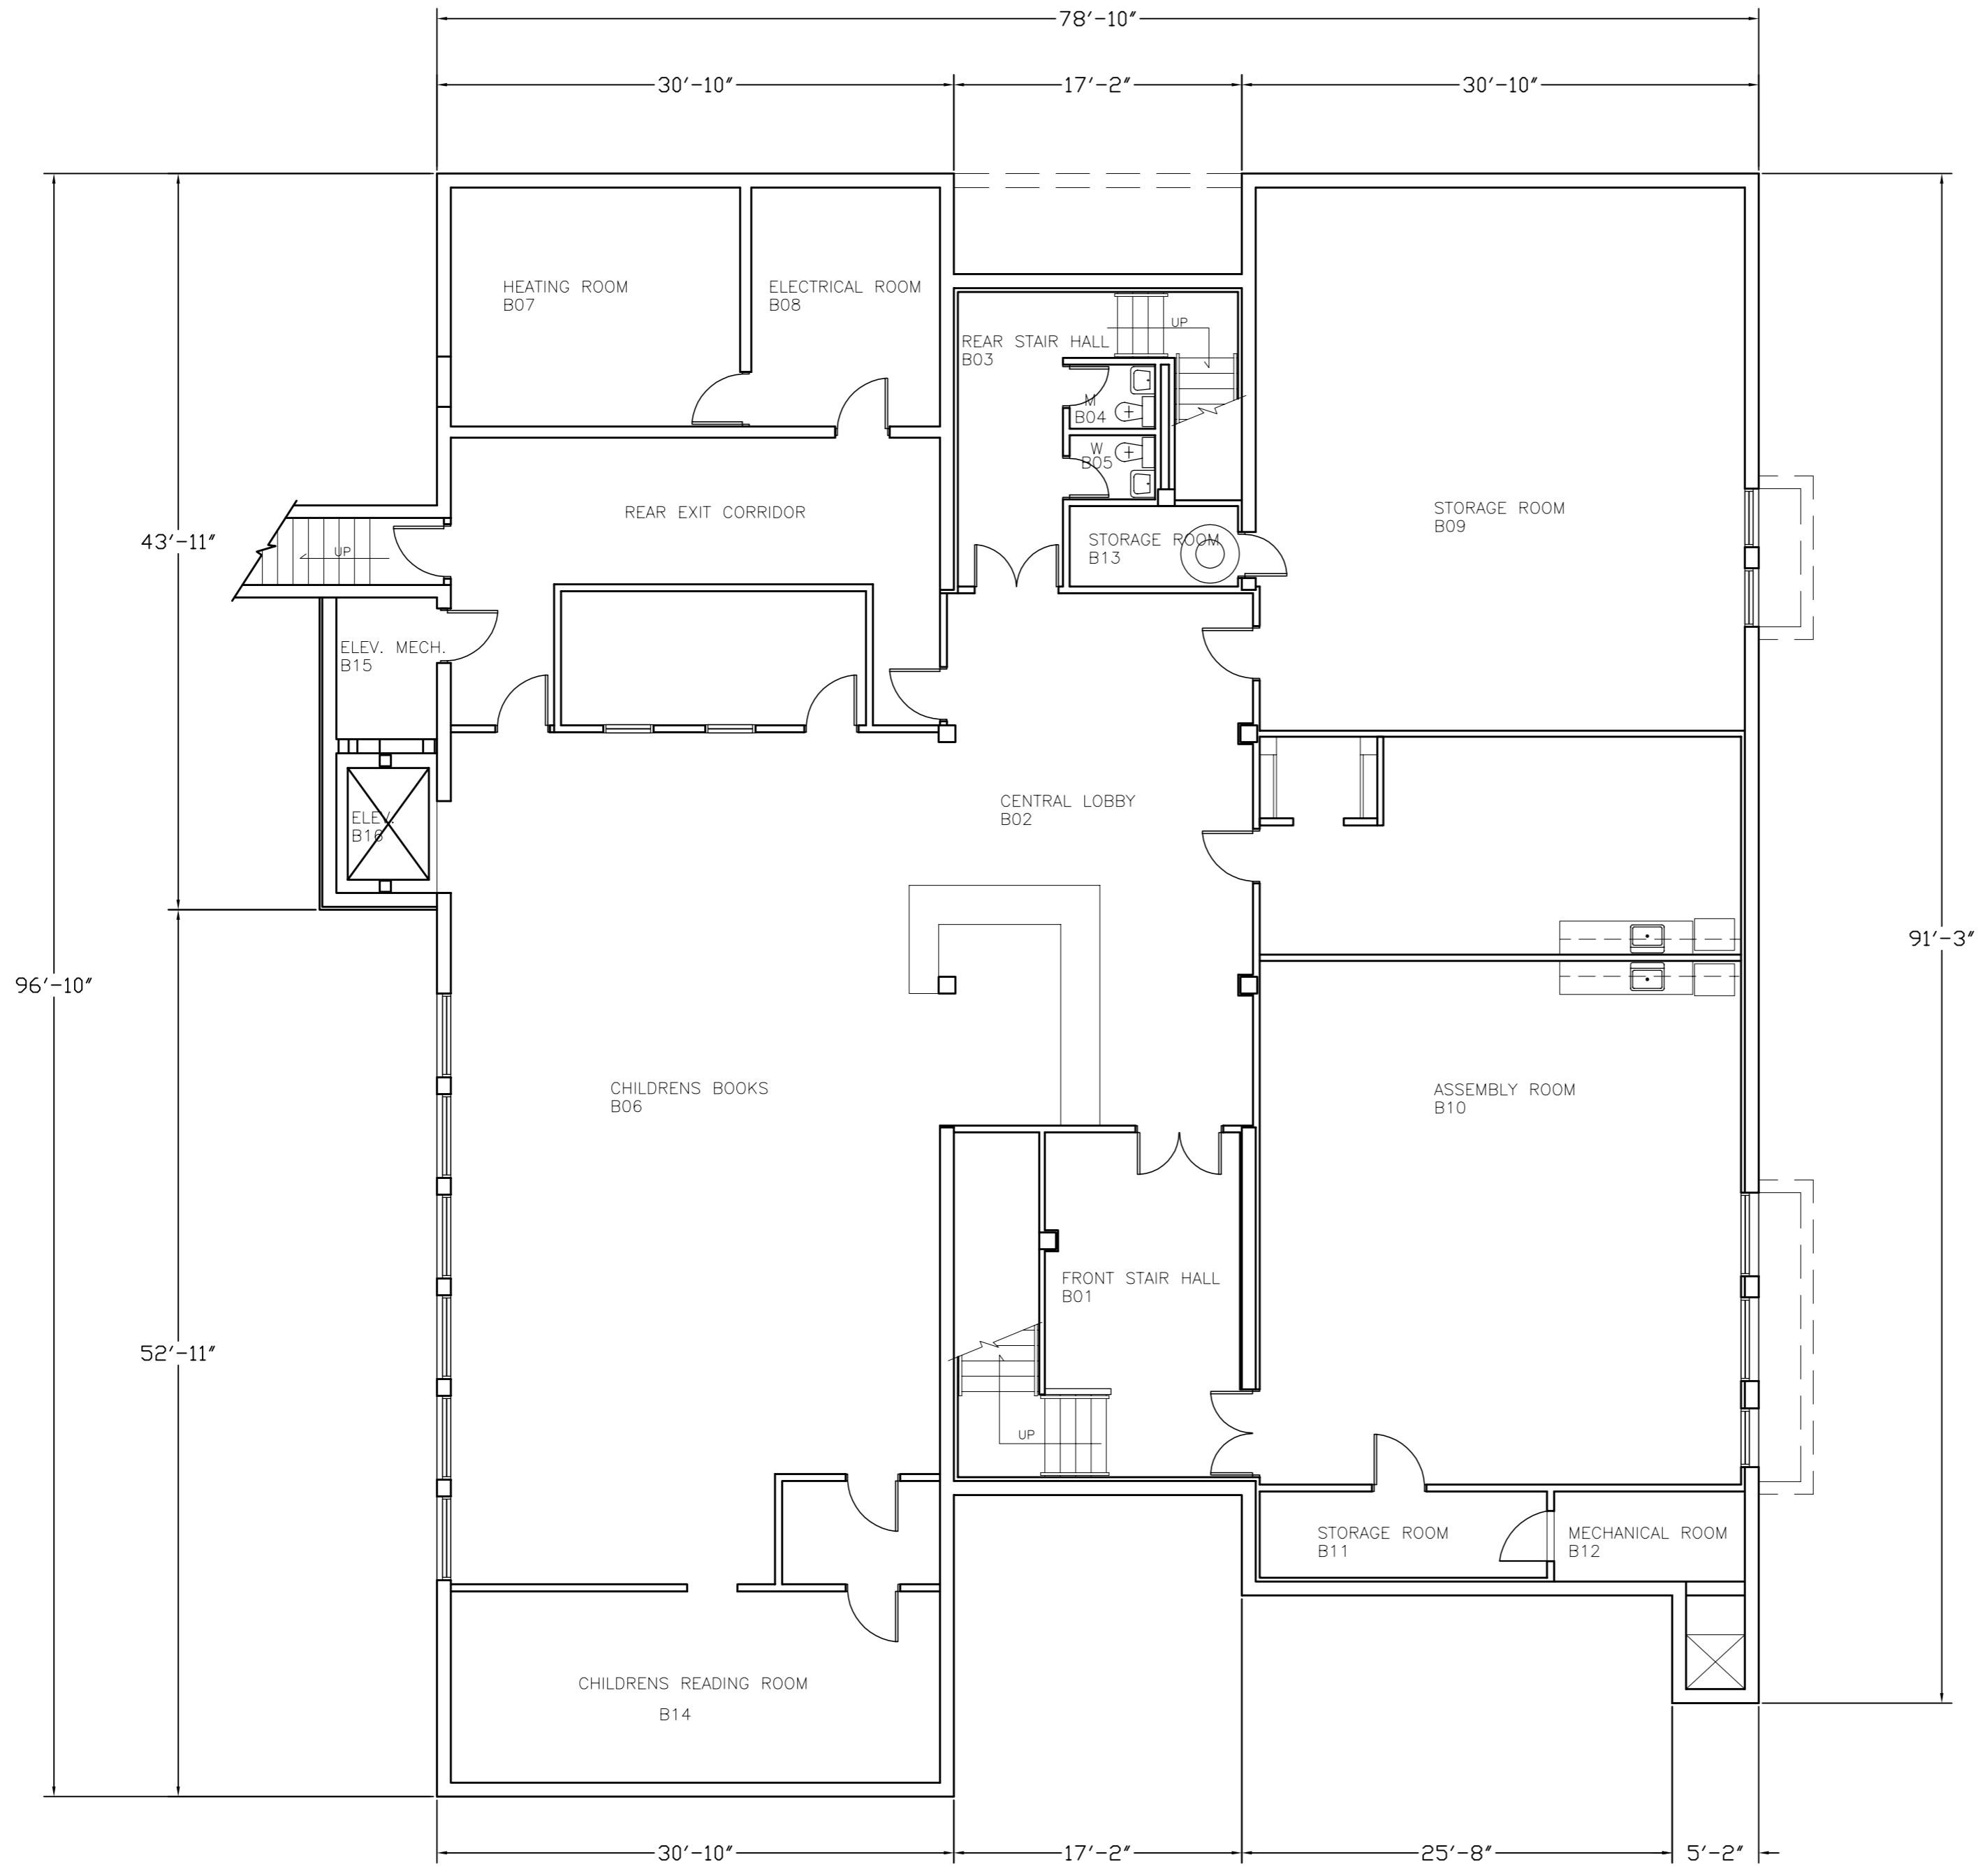 78'-10"
30'-10"
17'-2"
30'-10"
HEATING ROOM
B07
ELECTRICAL ROOM
B08
UP
REAR STAIR HALL
B03
M
B04
W
B05
REAR EXIT CORRIDOR
STORAGE ROOM
B09
43'-11"
UP
STORAGE ROOM
B13
ELEV. MECH.
B15
CENTRAL LOBBY
B02
ELEV.
B16
91'-3"
96'-10"
CHILDRENS BOOKS
B06
ASSEMBLY ROOM
B10
FRONT STAIR HALL
B01
52'-11"
UP
STORAGE ROOM
B11
MECHANICAL ROOM
B12
CHILDRENS READING ROOM
B14
30'-10"
17'-2"
25'-8"
5'-2"